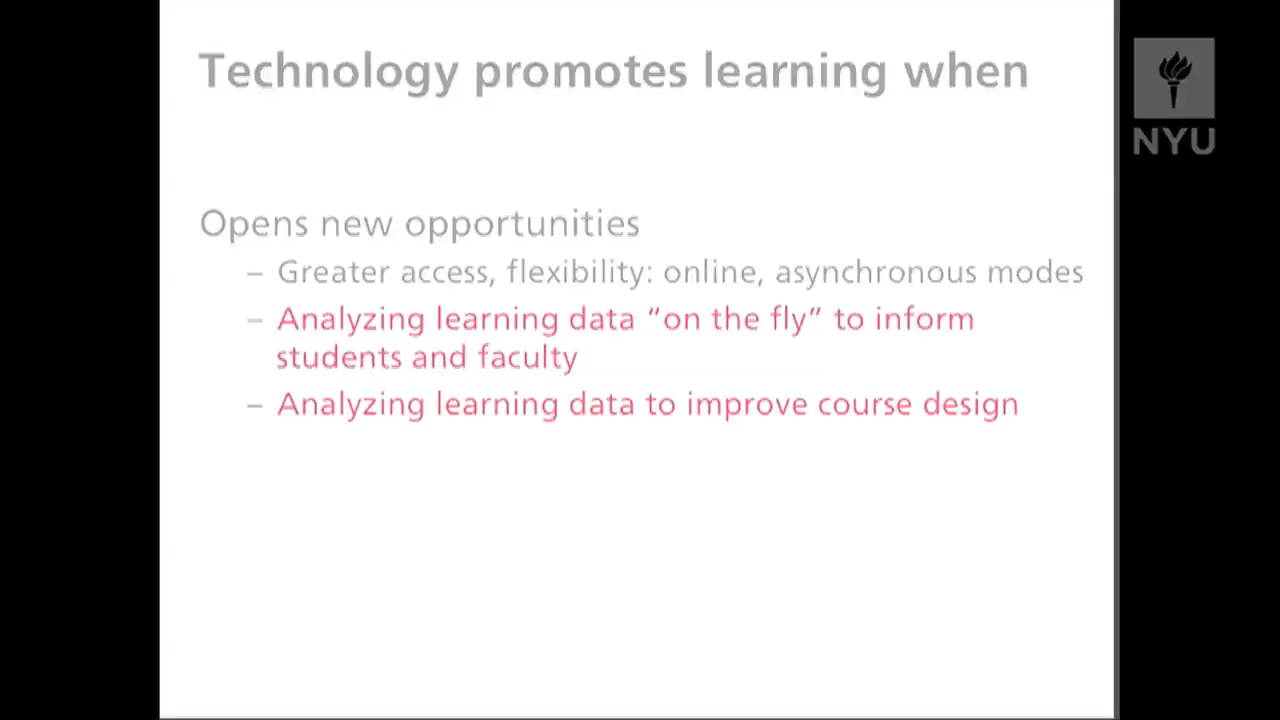 Technology promotes learning when
NYU
Opens new opportunities
– Greater access, flexibility: online, asynchronous modes
– Analyzing learning data “on the fly” to inform
students and faculty
– Analyzing learning data to improve course design